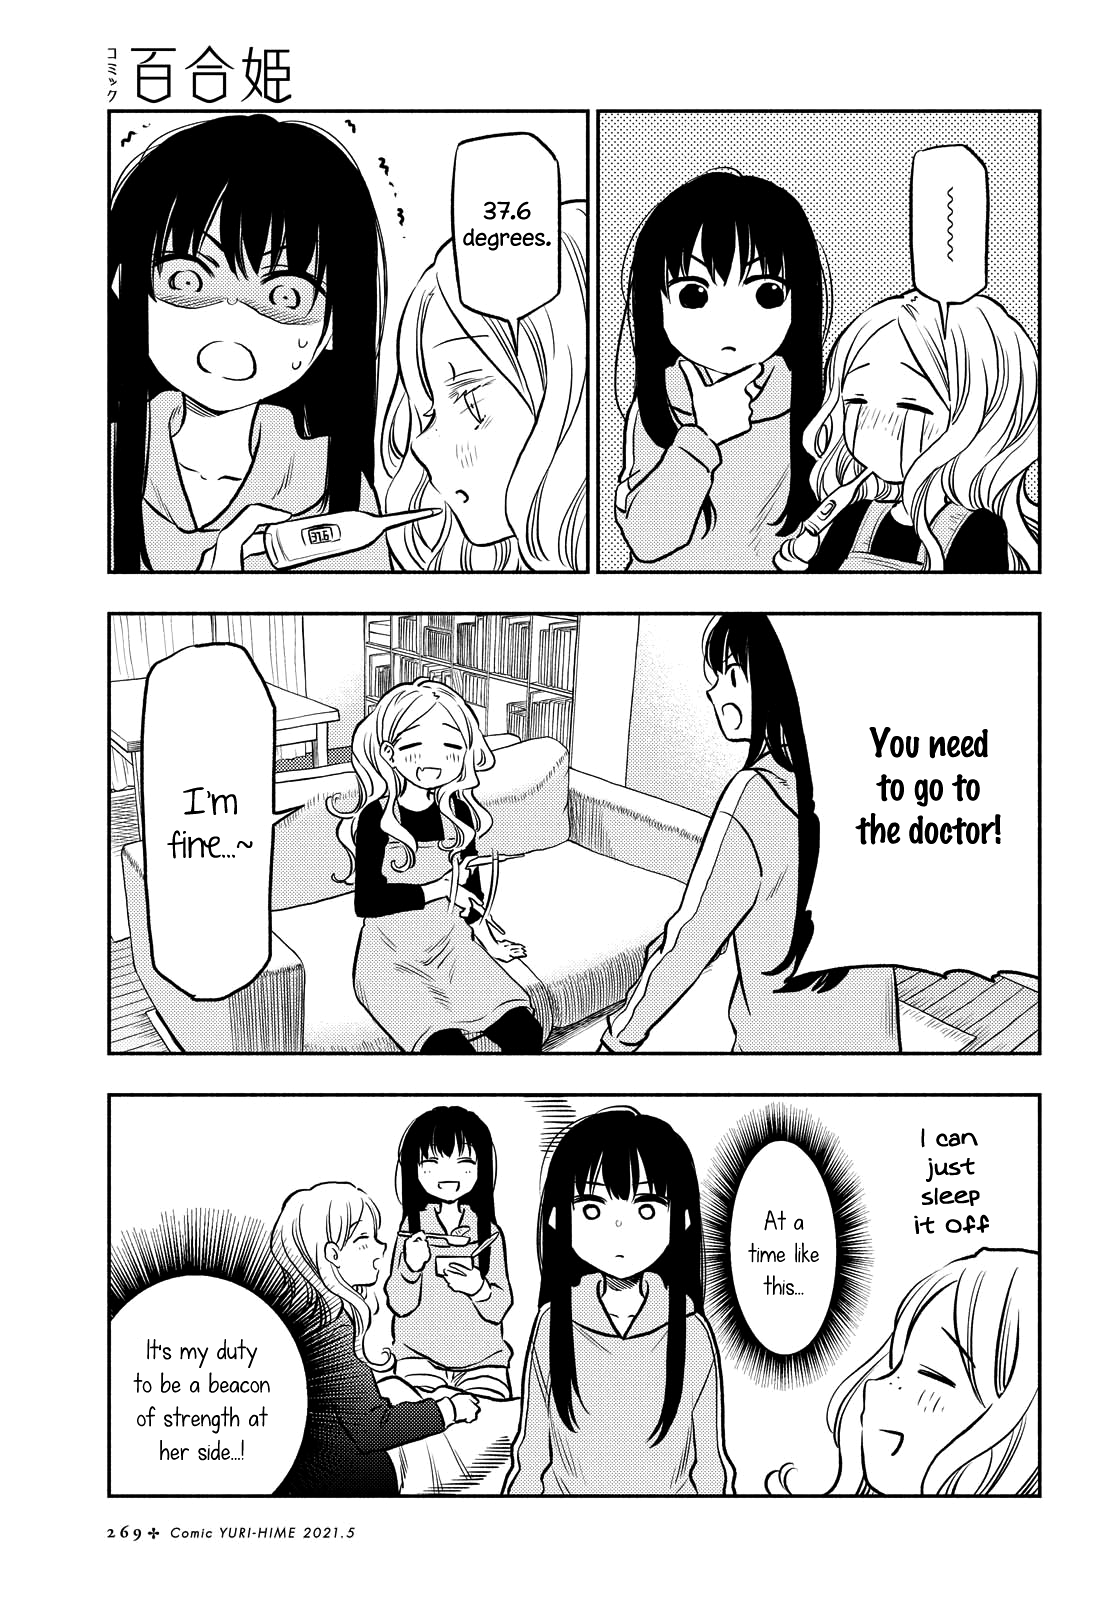 コミック
百合姫
37.6
degrees.
37.6
You need
to go to
the doctor!
I'm
fine...~
I can
just
sleep
it off
At a
time like
this...
It's my duty
to be a beacon
of strength at
her side...!
269✢ Comic YURI-HIME 2021.5